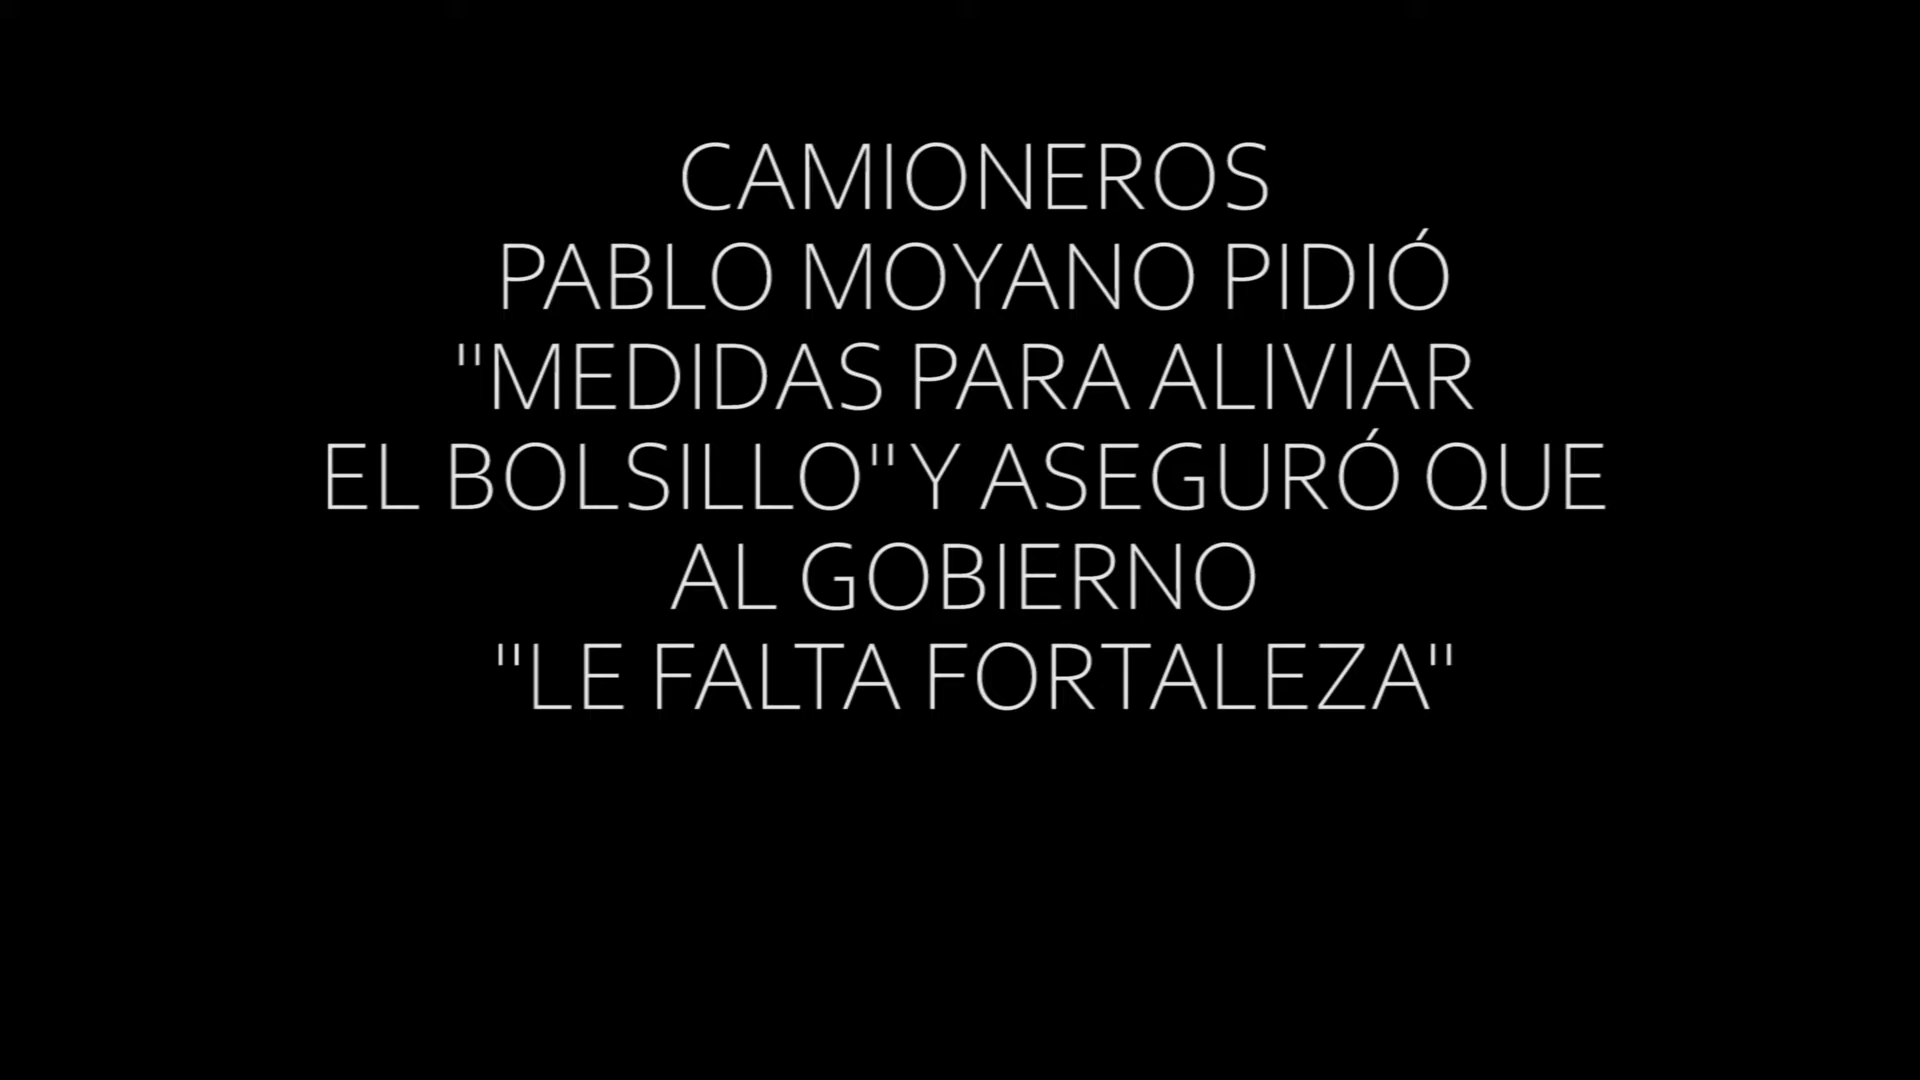 CAMIONEROS
PABLO MOYANO PIDIÓ
"MEDIDAS PARA ALIVIAR
EL BOLSILLO" Y ASEGURÓ QUE
AL GOBIERNO
"LE FALTA FORTALEZA"